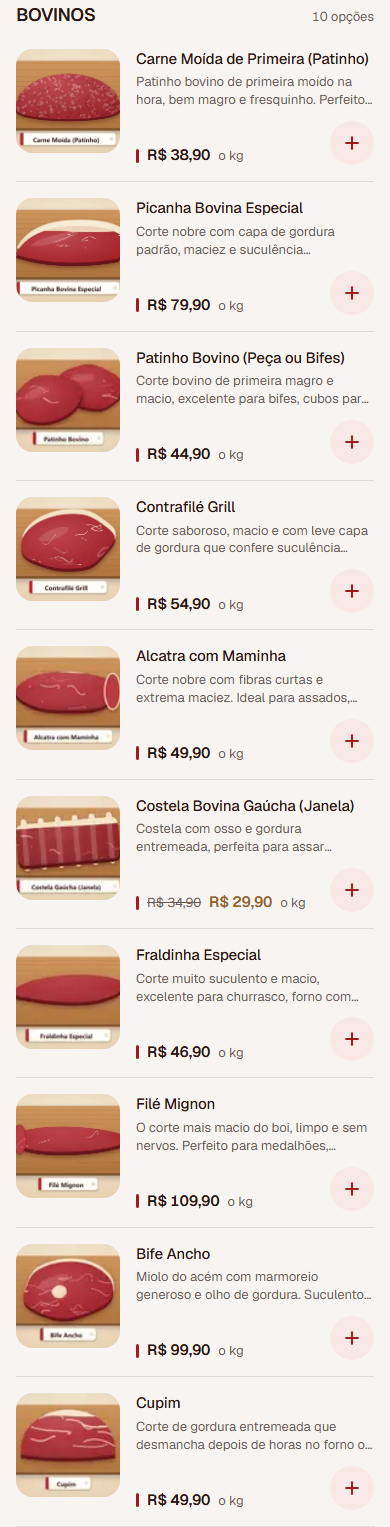 BOVINOS
10 opções
Carne Moída de Primeira (Patinho)
Patinho bovino de primeira moído na
hora, bem magro e fresquinho. Perfeito...
Carne Moída (Patinho)
R$ 38,90 o kg
Picanha Bovina Especial
Corte nobre com capa de gordura
padrão, maciez e suculência...
Picanha Bovina Especial
R$ 79,90 o kg
Patinho Bovino (Peça ou Bifes)
Corte bovino de primeira magro e
macio, excelente para bifes, cubos par...
Patinho Bovino
R$ 44,90 o kg
Contrafilé Grill
Corte saboroso, macio e com leve capa
de gordura que confere suculência...
Contrafilé Grill
R$ 54,90 o kg
Alcatra com Maminha
Corte nobre com fibras curtas e
extrema maciez. Ideal para assados,...
Alcatra com Maminha
R$ 49,90 o kg
Costela Bovina Gaúcha (Janela)
Costela com osso e gordura
entremeada, perfeita para assar...
Costela Gaúcha (Janela)
R$ 34,90 R$ 29,90 o kg
Fraldinha Especial
Corte muito suculento e macio,
excelente para churrasco, forno com...
Fraldinha Especial
R$ 46,90 o kg
Filé Mignon
O corte mais macio do boi, limpo e sem
nervos. Perfeito para medalhões,...
Filé Mignon
R$ 109,90 o kg
Bife Ancho
Miolo do acém com marmoreio
generoso e olho de gordura. Suculento...
Bife Ancho
R$ 99,90 o kg
Cupim
Corte de gordura entremeada que
desmancha depois de horas no forno o...
Cupim
R$ 49,90 o kg